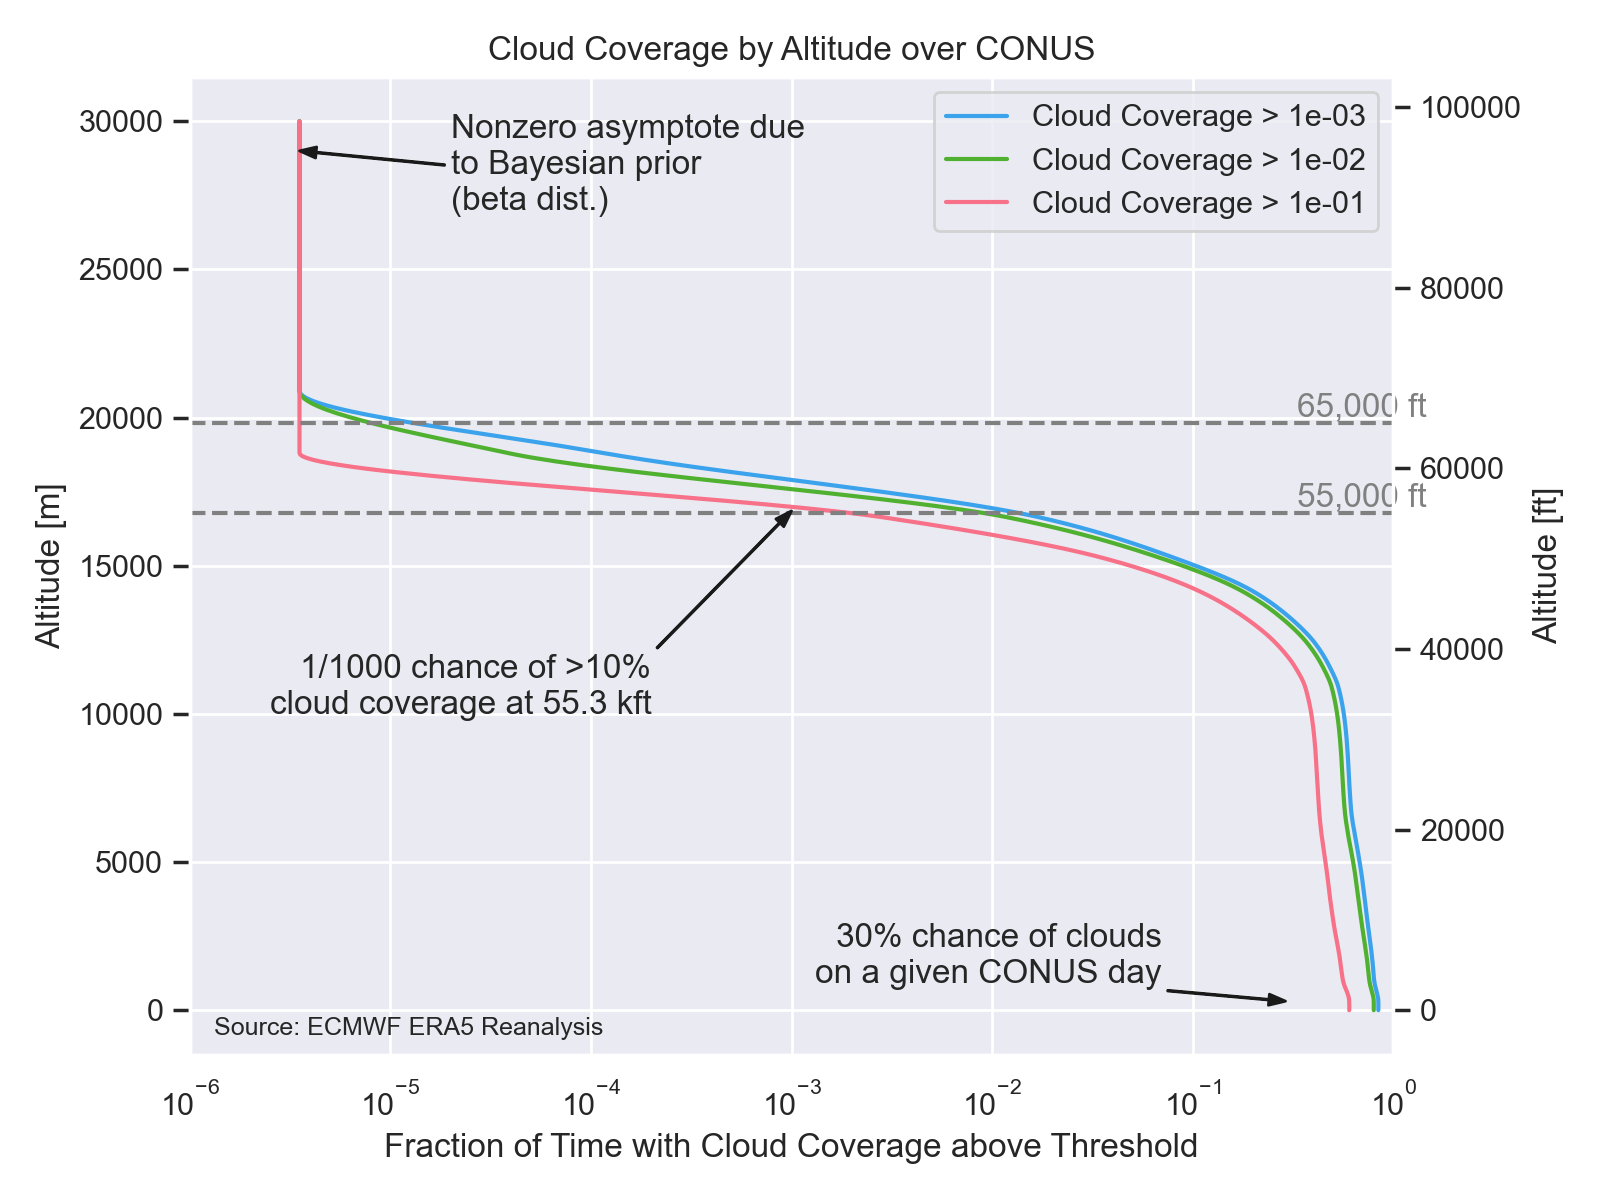 Cloud Coverage by Altitude over CONUS
Nonzero asymptote due
to Bayesian prior
(beta dist.)
Cloud Coverage > 1e-03
Cloud Coverage > 1e-02
Cloud Coverage > 1e-01
30000
25000
20000
15000
10000
5000
0
Altitude [m]
100000
80000
60000
40000
20000
0
Altitude [ft]
65,000 ft
55,000 ft
1/1000 chance of >10%
cloud coverage at 55.3 kft
30% chance of clouds
on a given CONUS day
Source: ECMWF ERA5 Reanalysis
10⁻⁶ 10⁻⁵ 10⁻⁴ 10⁻³ 10⁻² 10⁻¹ 10⁰
Fraction of Time with Cloud Coverage above Threshold